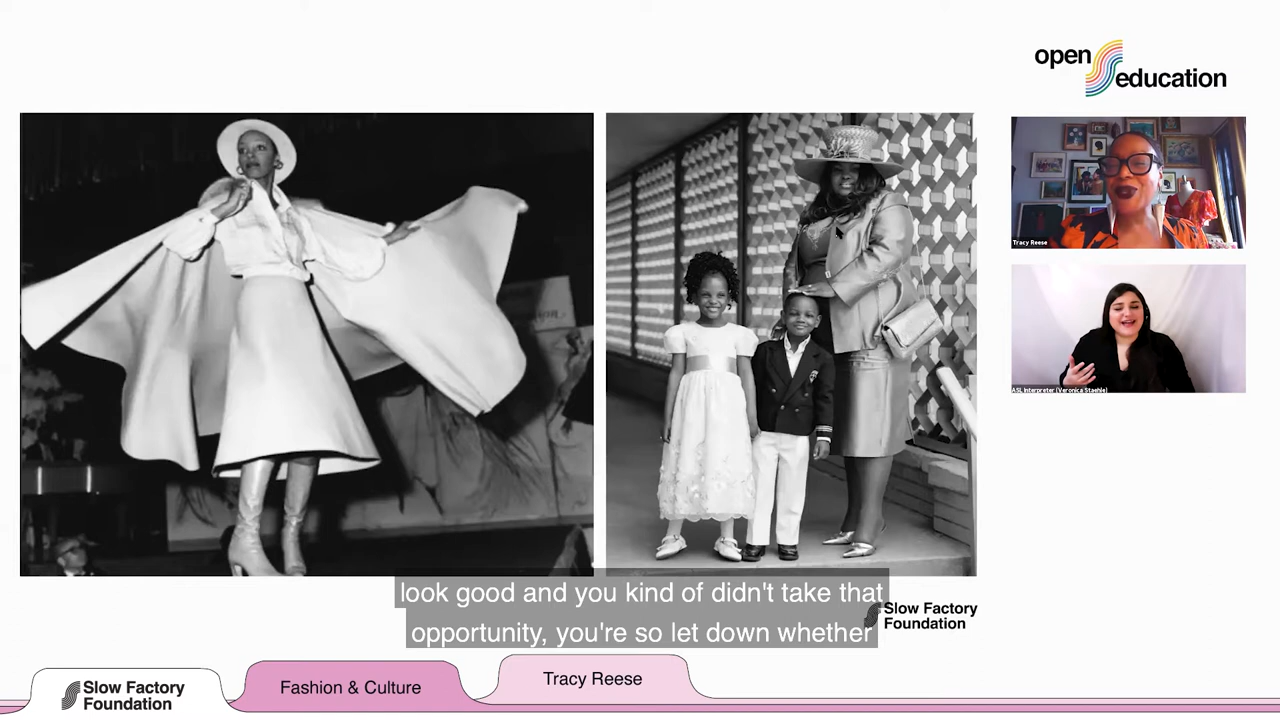 open
education
Tracy Reese
ASL Interpreter (Veronica Staehle)
look good and you kind of didn't take that
opportunity, you're so let down whether
Slow Factory
Foundation
Slow Factory
Foundation
Fashion & Culture
Tracy Reese